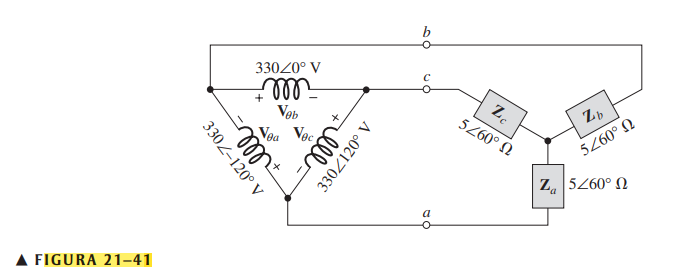 b
330∠0° V
+ −
V_θb
c
Z_c
5∠60° Ω
Z_b
5∠60° Ω
−
V_θa
+
330∠−120° V
+
V_θc
−
330∠120° V
Z_a 5∠60° Ω
a
▲ FIGURA 21–41